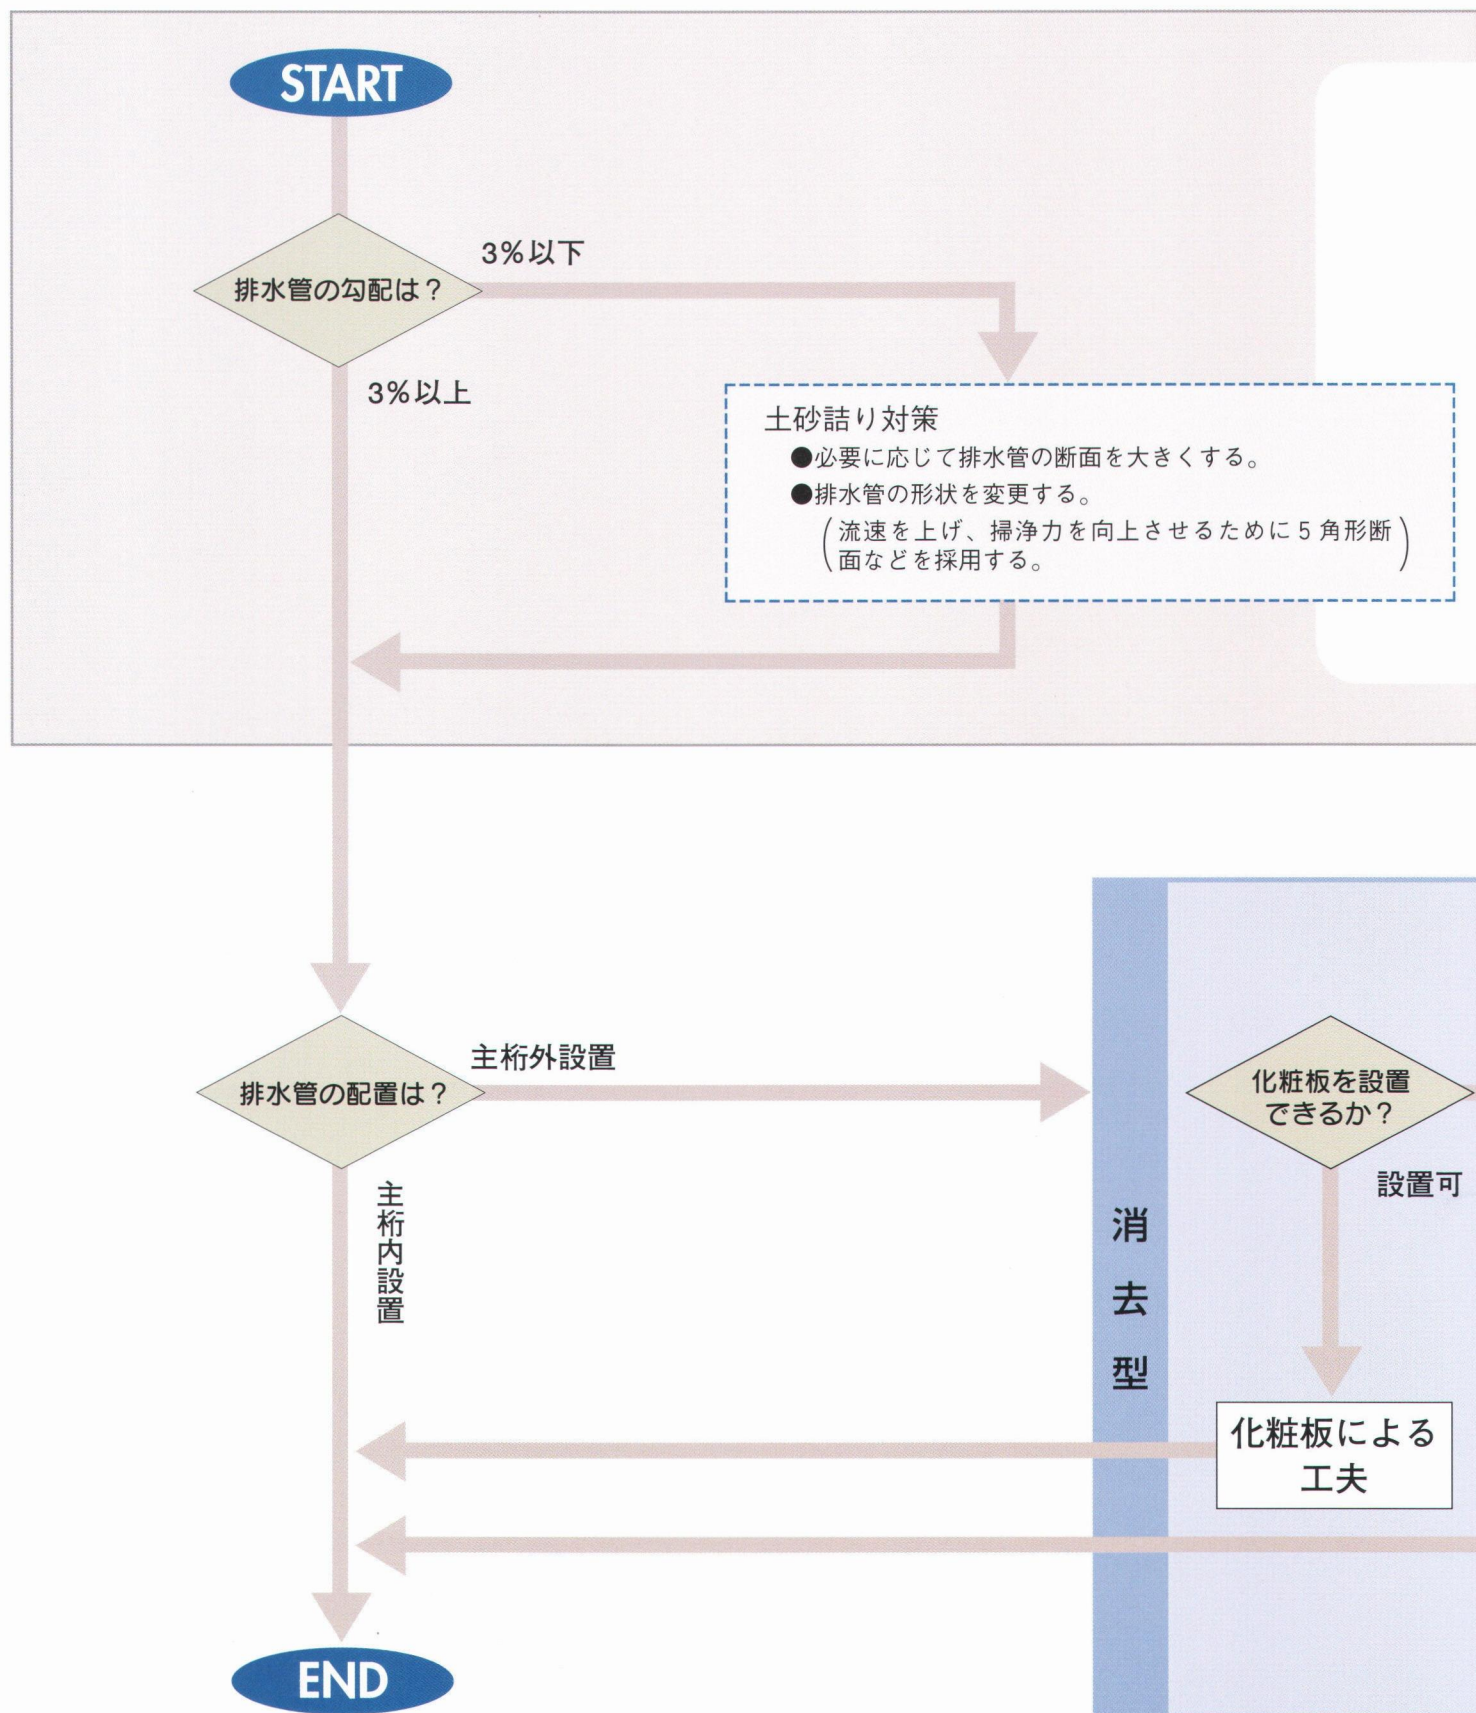 START
排水管の勾配は？
3%以下
3%以上
土砂詰り対策
●必要に応じて排水管の断面を大きくする。
●排水管の形状を変更する。
(流速を上げ、掃浄力を向上させるために5角形断
面などを採用する。)
排水管の配置は？
主桁外設置
主桁内設置
消去型
化粧板を設置
できるか？
設置可
化粧板による
工夫
END